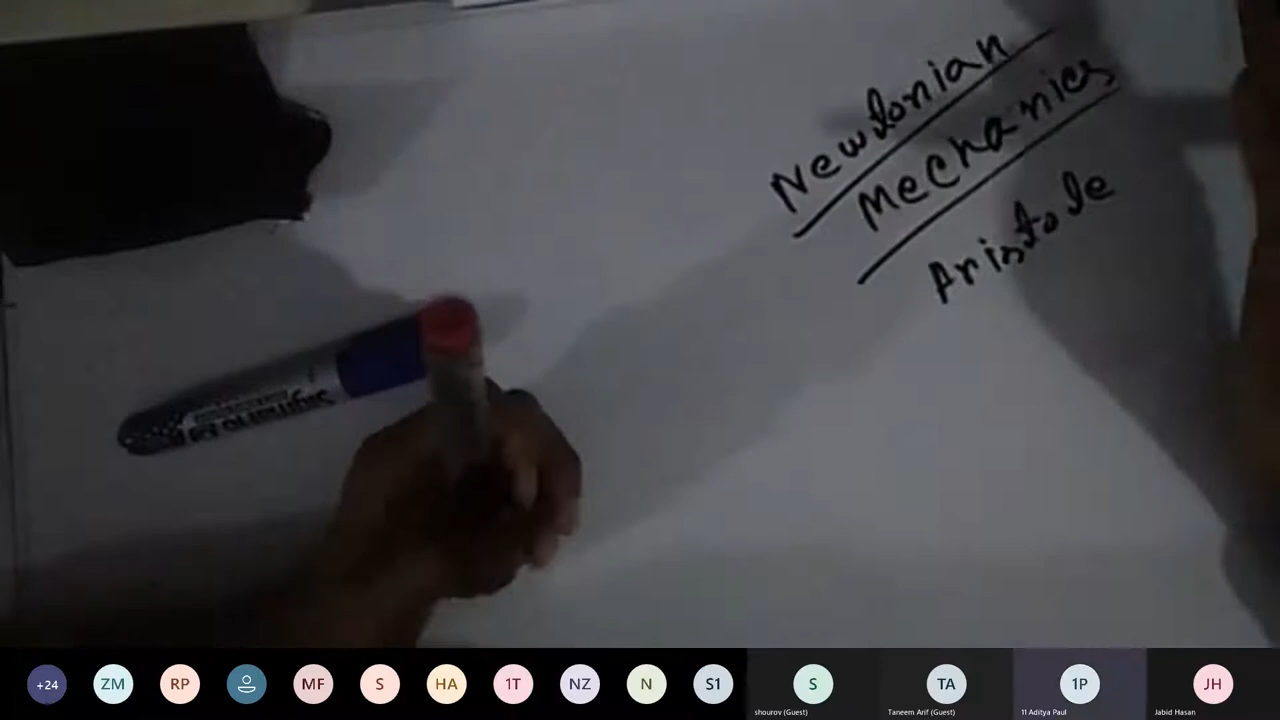 Newtonian
Mechanics
Aristole
+24
ZM
RP
MF
S
HA
1T
NZ
N
S1
S
TA
1P
JH
shourov (Guest)
Taneem Arif (Guest)
11 Aditya Paul
Jabid Hasan